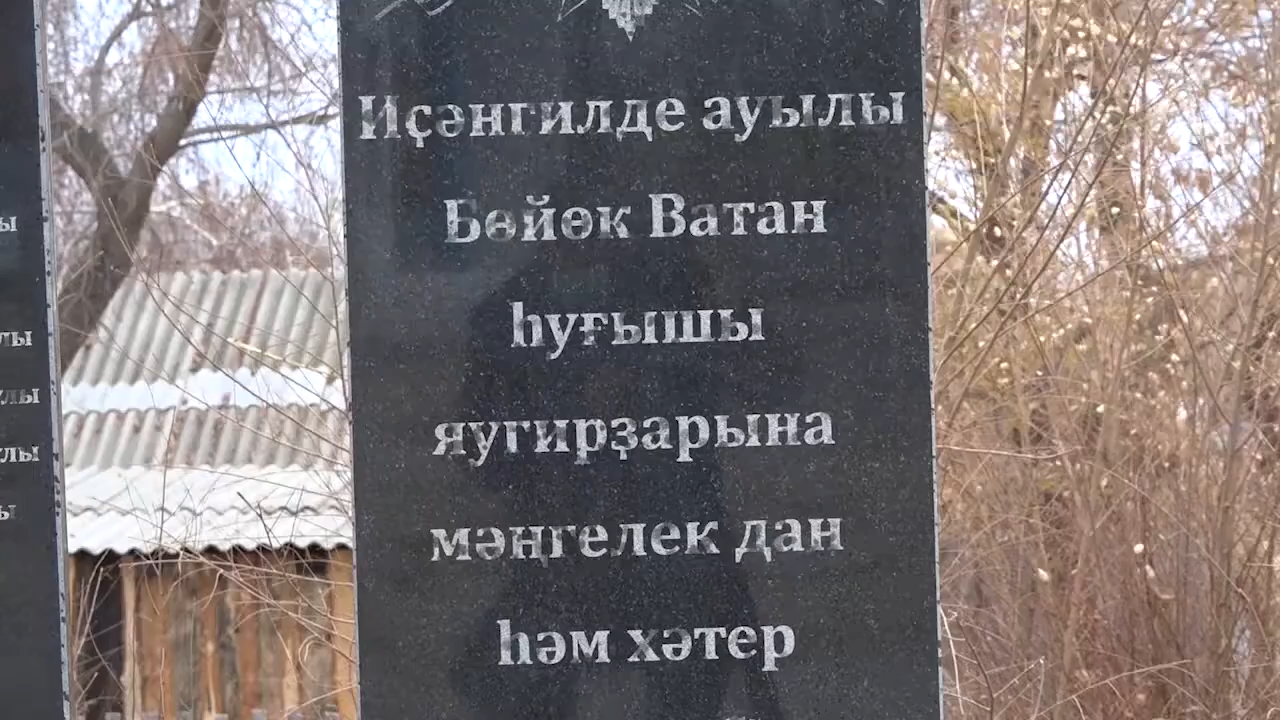 Иҫәнгилде ауылы
Бөйөк Ватан
һуғышы
яугирҙарына
мәңгелек дан
һәм хәтер